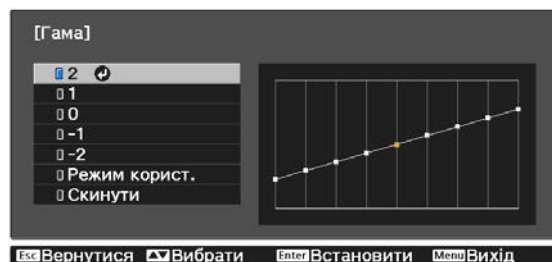 [Гама]
2
1
0
-1
-2
Режим корист.
Скинути
Esc Вернутися Вибрати Enter Встановити Menu Вихід